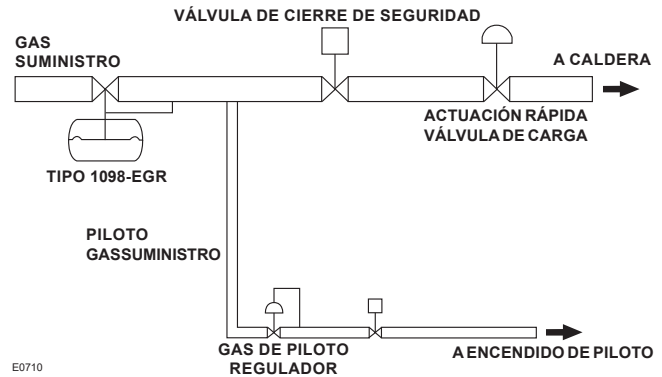 VÁLVULA DE CIERRE DE SEGURIDAD
GAS
SUMINISTRO
A CALDERA
ACTUACIÓN RÁPIDA
VÁLVULA DE CARGA
TIPO 1098-EGR
PILOTO
GASSUMINISTRO
GAS DE PILOTO
REGULADOR
A ENCENDIDO DE PILOTO
E0710